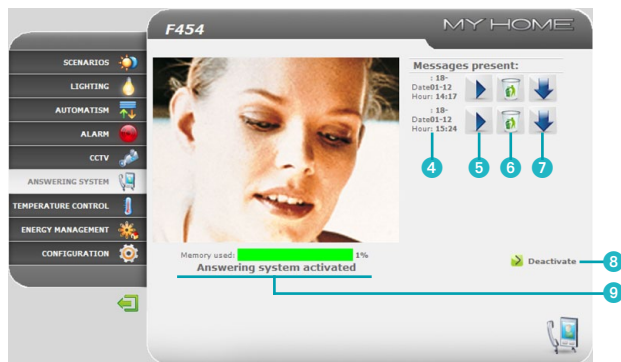 F454
MY HOME
SCENARIOS
LIGHTING
AUTOMATISM
ALARM
CCTV
ANSWERING SYSTEM
TEMPERATURE CONTROL
ENERGY MANAGEMENT
CONFIGURATION
Messages present:
: 18-
Date01-12
Hour: 14:17
: 18-
Date01-12
Hour: 15:24
4
5
6
7
Memory used: 1%
Answering system activated
Deactivate
8
9